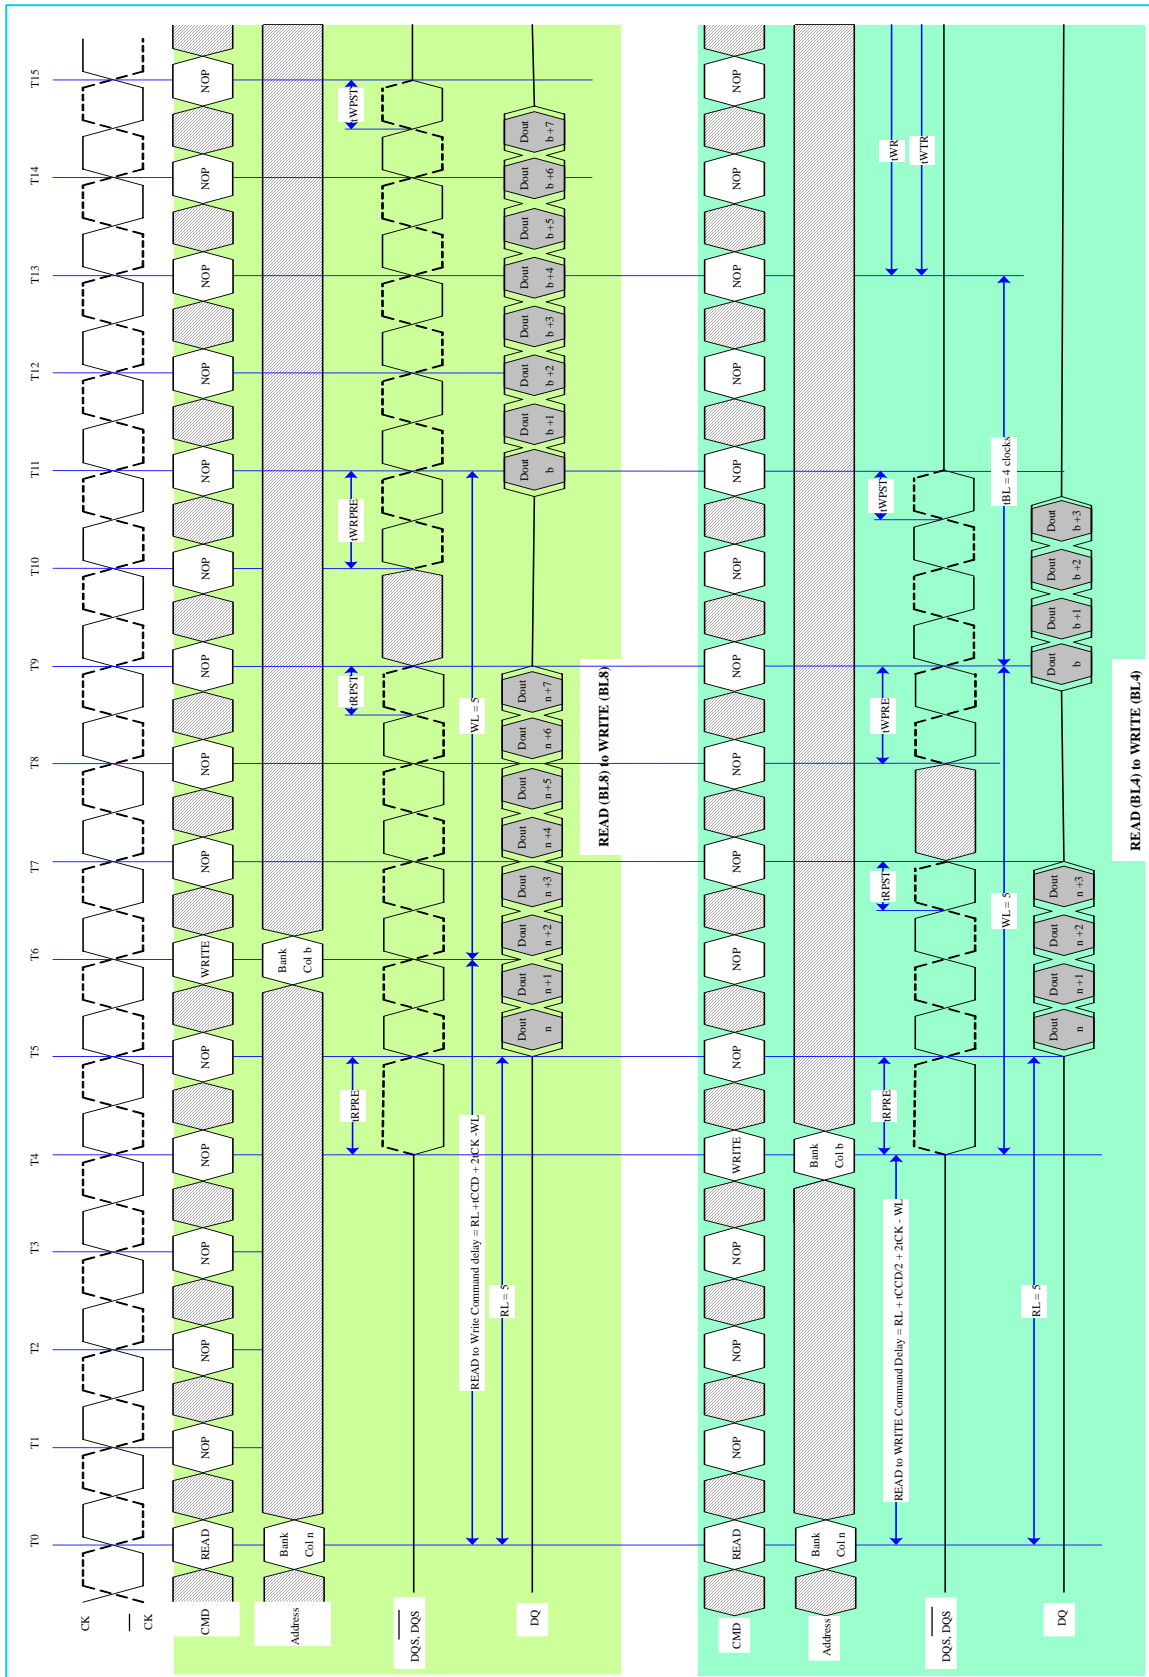 T0 T1 T2 T3 T4 T5 T6 T7 T8 T9 T10 T11 T12 T13 T14 T15
CK
CK
CMD READ NOP NOP NOP NOP NOP WRITE NOP NOP NOP NOP NOP NOP NOP NOP NOP
Address
Bank
Col n
Bank
Col b
tRPRE
tRPST
tWRPRE
tWPST
DQS, DQS
READ to Write Command delay = RL +tCCD + 2tCK -WL
WL = 5
RL = 5
DQ
Dout
n
Dout
n +1
Dout
n +2
Dout
n +3
Dout
n +4
Dout
n +5
Dout
n +6
Dout
n +7
Dout
b
Dout
b +1
Dout
b +2
Dout
b +3
Dout
b +4
Dout
b +5
Dout
b +6
Dout
b +7
READ (BL8) to WRITE (BL8)
CMD READ NOP NOP NOP WRITE NOP NOP NOP NOP NOP NOP NOP NOP NOP NOP NOP
Address
Bank
Col n
Bank
Col b
tRPRE
tRPST
tWPRE
tWPST
tWR
READ to WRITE Command Delay = RL + tCCD/2 + 2tCK - WL
tWTR
DQS, DQS
WL = 5
tBL = 4 clocks
RL = 5
DQ
Dout
n
Dout
n +1
Dout
n +2
Dout
n +3
Dout
b
Dout
b +1
Dout
b +2
Dout
b +3
READ (BL4) to WRITE (BL4)